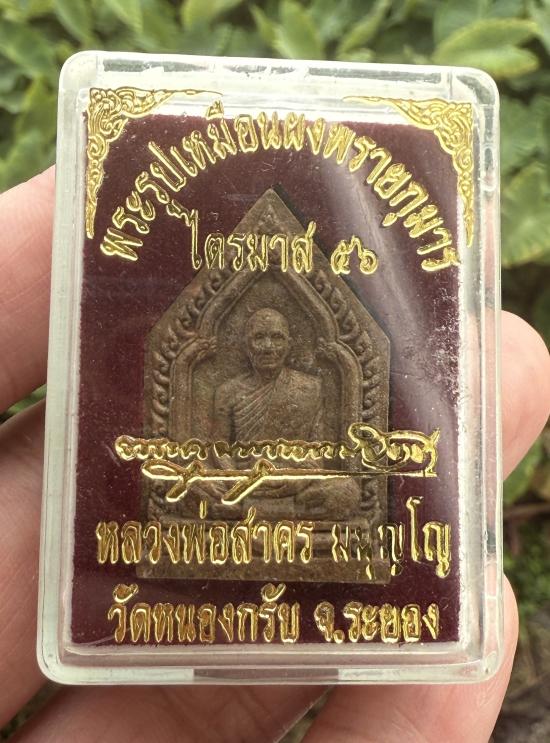 พระรูปเหมือนผงพรายกุมาร
ไตรมาส ๕๖
หลวงพ่อสาคร มนุญโญ
วัดหนองกรับ จ.ระยอง